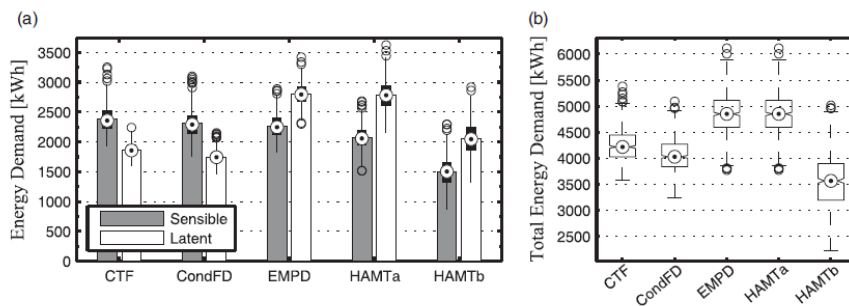 (a)
Energy Demand [kWh]
3500
3000
2500
2000
1500
1000
500
0
Sensible
Latent
CTF CondFD EMPD HAMTa HAMTb
(b)
Total Energy Demand [kWh]
6000
5500
5000
4500
4000
3500
3000
2500
CTF CondFD EMPD HAMTa HAMTb